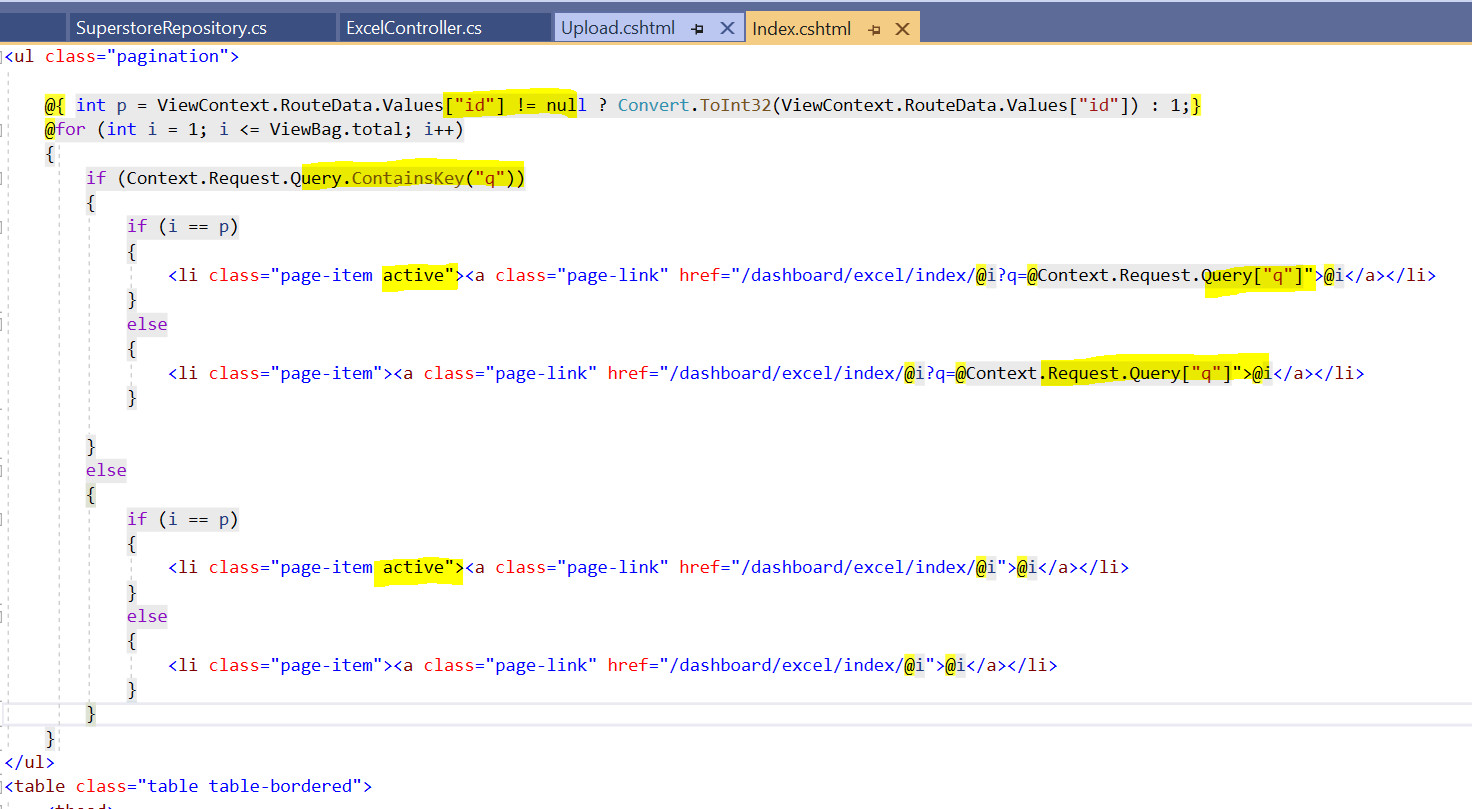 SuperstoreRepository.cs ExcelController.cs Upload.cshtml Index.cshtml
<ul class="pagination">
@{ int p = ViewContext.RouteData.Values["id"] != null ? Convert.ToInt32(ViewContext.RouteData.Values["id"]) : 1;}
@for (int i = 1; i <= ViewBag.total; i++)
{
if (Context.Request.Query.ContainsKey("q"))
{
if (i == p)
{
<li class="page-item active"><a class="page-link" href="/dashboard/excel/index/@i?q=@Context.Request.Query["q"]">@i</a></li>
}
else
{
<li class="page-item"><a class="page-link" href="/dashboard/excel/index/@i?q=@Context.Request.Query["q"]">@i</a></li>
}
}
else
{
if (i == p)
{
<li class="page-item active"><a class="page-link" href="/dashboard/excel/index/@i">@i</a></li>
}
else
{
<li class="page-item"><a class="page-link" href="/dashboard/excel/index/@i">@i</a></li>
}
}
}
</ul>
<table class="table table-bordered">